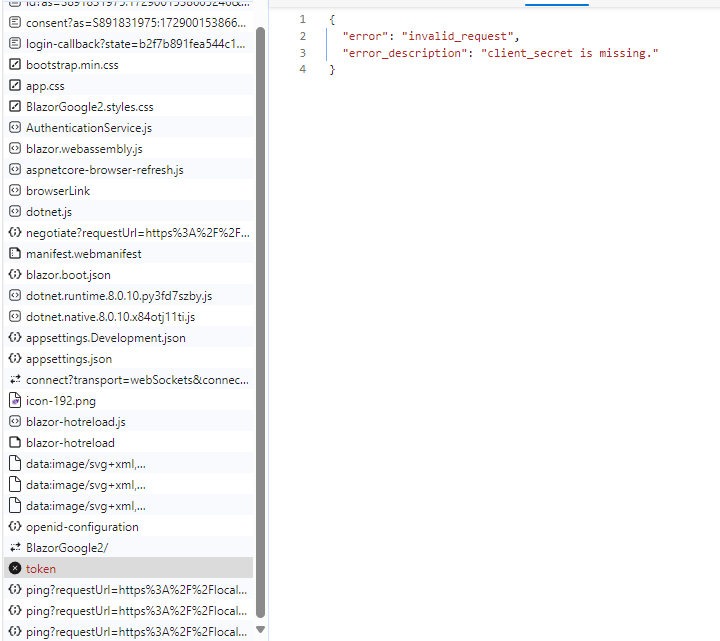 consent?as=S891831975:172900153866...
login-callback?state=b2f7b891fea544c1...
bootstrap.min.css
app.css
BlazorGoogle2.styles.css
AuthenticationService.js
blazor.webassembly.js
aspnetcore-browser-refresh.js
browserLink
dotnet.js
negotiate?requestUrl=https%3A%2F%2F...
manifest.webmanifest
blazor.boot.json
dotnet.runtime.8.0.10.py3fd7szby.js
dotnet.native.8.0.10.x84otj11ti.js
appsettings.Development.json
appsettings.json
connect?transport=webSockets&connec...
icon-192.png
blazor-hotreload.js
blazor-hotreload
data:image/svg+xml,...
data:image/svg+xml,...
data:image/svg+xml,...
openid-configuration
BlazorGoogle2/
token
ping?requestUrl=https%3A%2F%2Flocal...
ping?requestUrl=https%3A%2F%2Flocal...
ping?requestUrl=https%3A%2F%2Flocal...
1 {
2 "error": "invalid_request",
3 "error_description": "client_secret is missing."
4 }